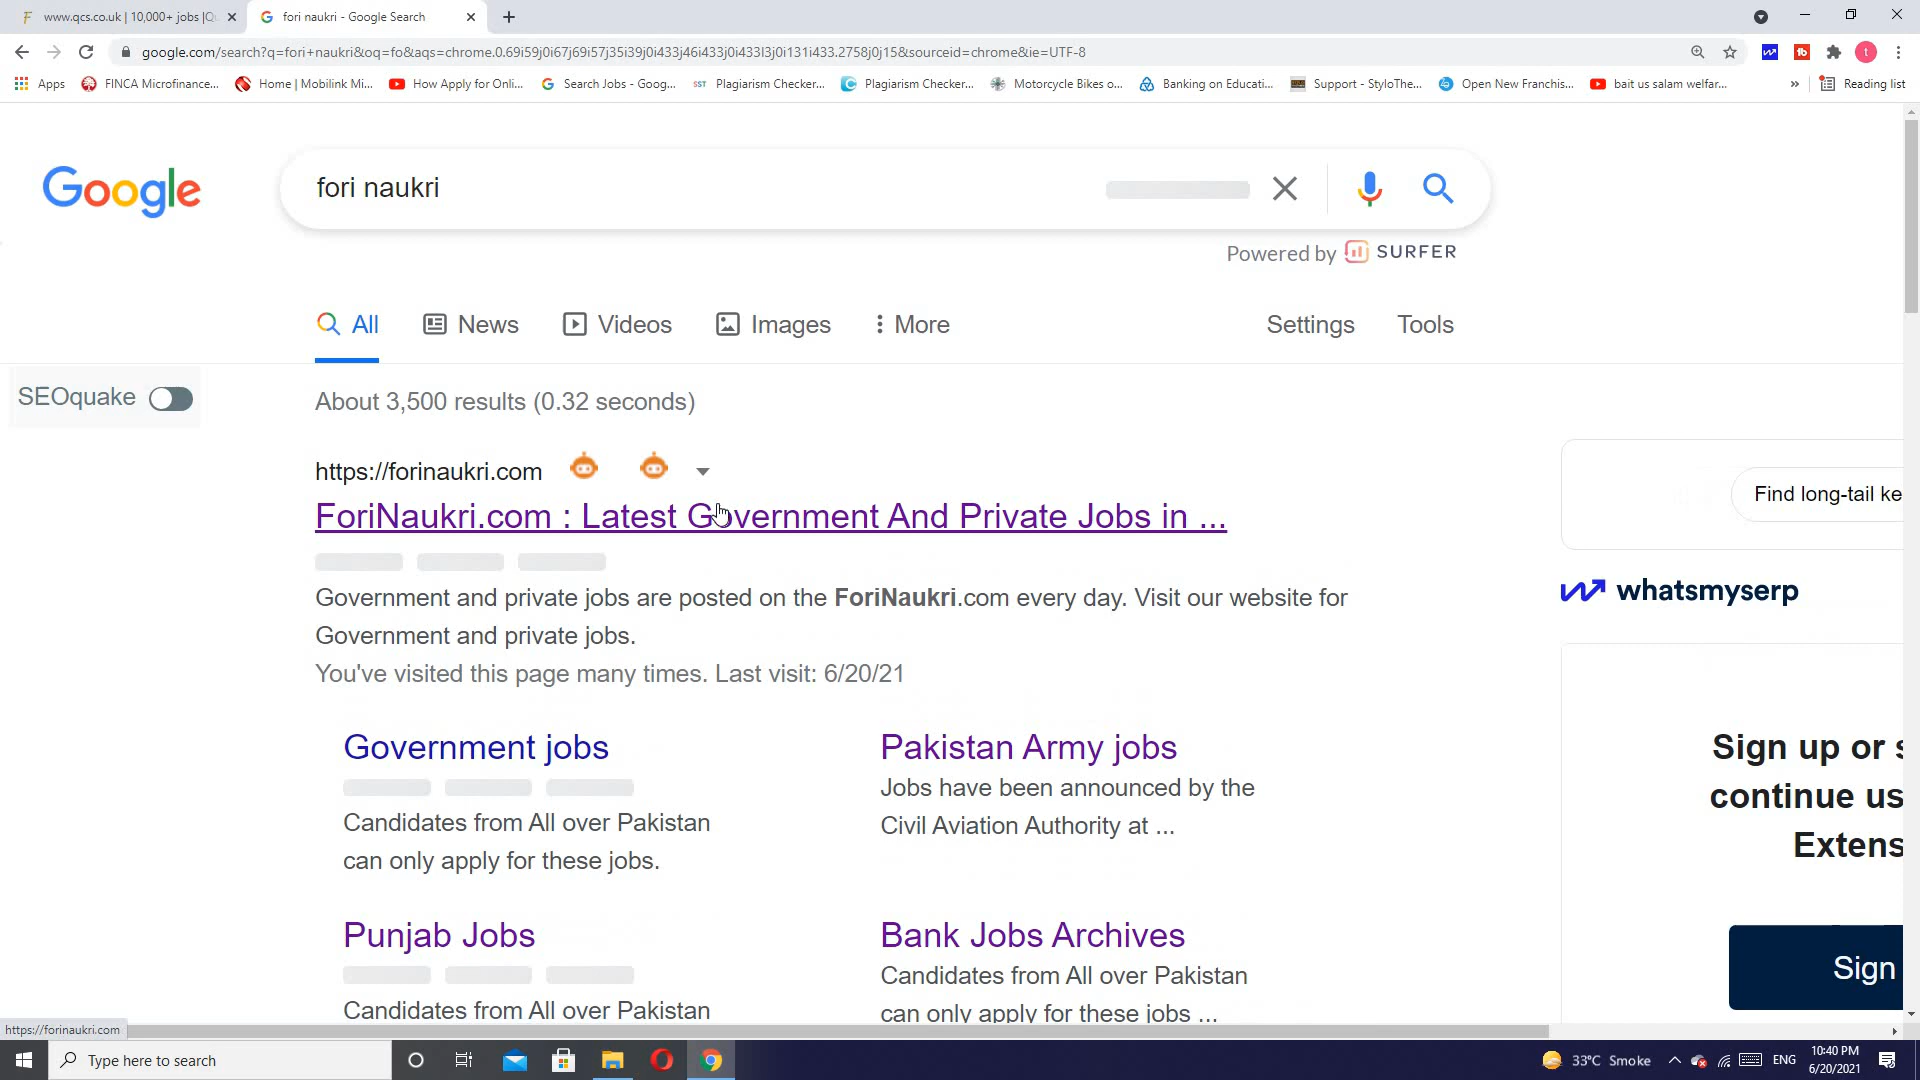 www.qcs.co.uk | 10,000+ jobs |Q
fori naukri - Google Search
google.com/search?q=fori+naukri&oq=fo&aqs=chrome.0.69i59j0i67j69i57j35i39j0i433j46i433j0i433l3j0i131i433.2758j0j15&sourceid=chrome&ie=UTF-8
t
Apps
FINCA Microfinance...
Home | Mobilink Mi...
How Apply for Onli...
Search Jobs - Goog...
SST
Plagiarism Checker...
Plagiarism Checker...
Motorcycle Bikes o...
Banking on Educati...
Support - StyloThe...
Open New Franchis...
bait us salam welfar...
»
Reading list
Google
fori naukri
Powered by SURFER
All
News
Videos
Images
More
Settings
Tools
SEOquake
About 3,500 results (0.32 seconds)
https://forinaukri.com
Find long-tail ke
ForiNaukri.com : Latest Government And Private Jobs in ...
whatsmyserp
Government and private jobs are posted on the ForiNaukri.com every day. Visit our website for
Government and private jobs.
You've visited this page many times. Last visit: 6/20/21
Government jobs
Candidates from All over Pakistan
can only apply for these jobs.
Pakistan Army jobs
Jobs have been announced by the
Civil Aviation Authority at ...
Sign up or s
continue us
Extens
Sign
Punjab Jobs
Candidates from All over Pakistan
Bank Jobs Archives
Candidates from All over Pakistan
can only apply for these jobs ...
https://forinaukri.com
Type here to search
33°C Smoke
ENG
10:40 PM
6/20/2021